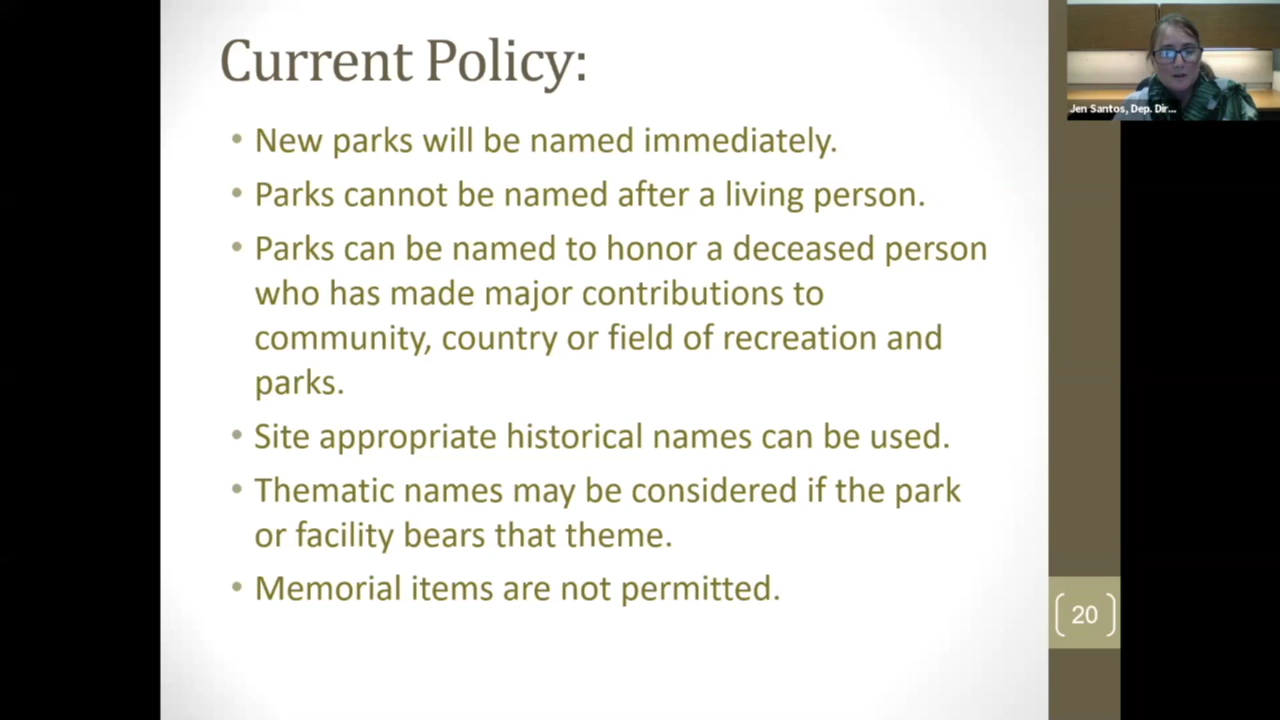 Current Policy:
• New parks will be named immediately.
• Parks cannot be named after a living person.
• Parks can be named to honor a deceased person
who has made major contributions to
community, country or field of recreation and
parks.
• Site appropriate historical names can be used.
• Thematic names may be considered if the park
or facility bears that theme.
• Memorial items are not permitted.
20
Jen Santos, Dep. Dir...